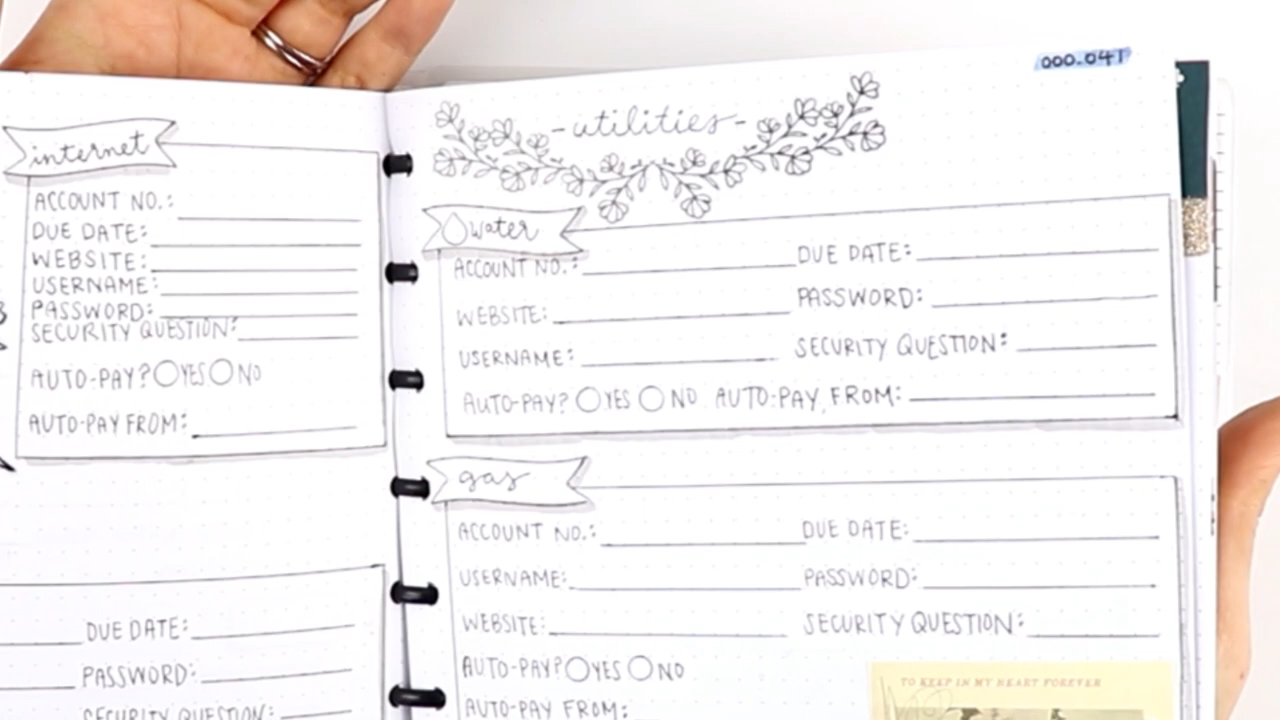 internet
ACCOUNT NO.:
DUE DATE:
WEBSITE:
USERNAME:
PASSWORD:
SECURITY QUESTION:
AUTO-PAY? YES NO
AUTO-PAY FROM:
DUE DATE:
PASSWORD:
SECURITY QUESTION:
000-041
-utilities-
water
ACCOUNT NO.: DUE DATE:
WEBSITE: PASSWORD:
USERNAME: SECURITY QUESTION:
AUTO-PAY? YES NO AUTO-PAY FROM:
gas
ACCOUNT NO.: DUE DATE:
USERNAME: PASSWORD:
WEBSITE: SECURITY QUESTION:
AUTO-PAY? YES NO
AUTO-PAY FROM:
TO KEEP IN MY HEART FOREVER